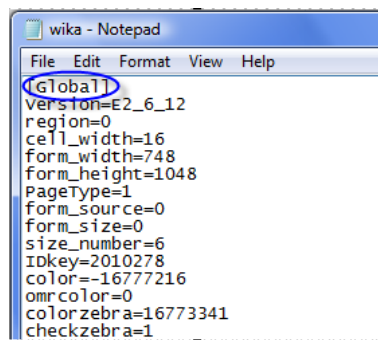 wika - Notepad
File Edit Format View Help
[Global]
version=E2_6_12
region=0
cell_width=16
form_width=748
form_height=1048
PageType=1
form_source=0
form_size=0
size_number=6
IDkey=2010278
color=-16777216
omrcolor=0
colorzebra=16773341
checkzebra=1